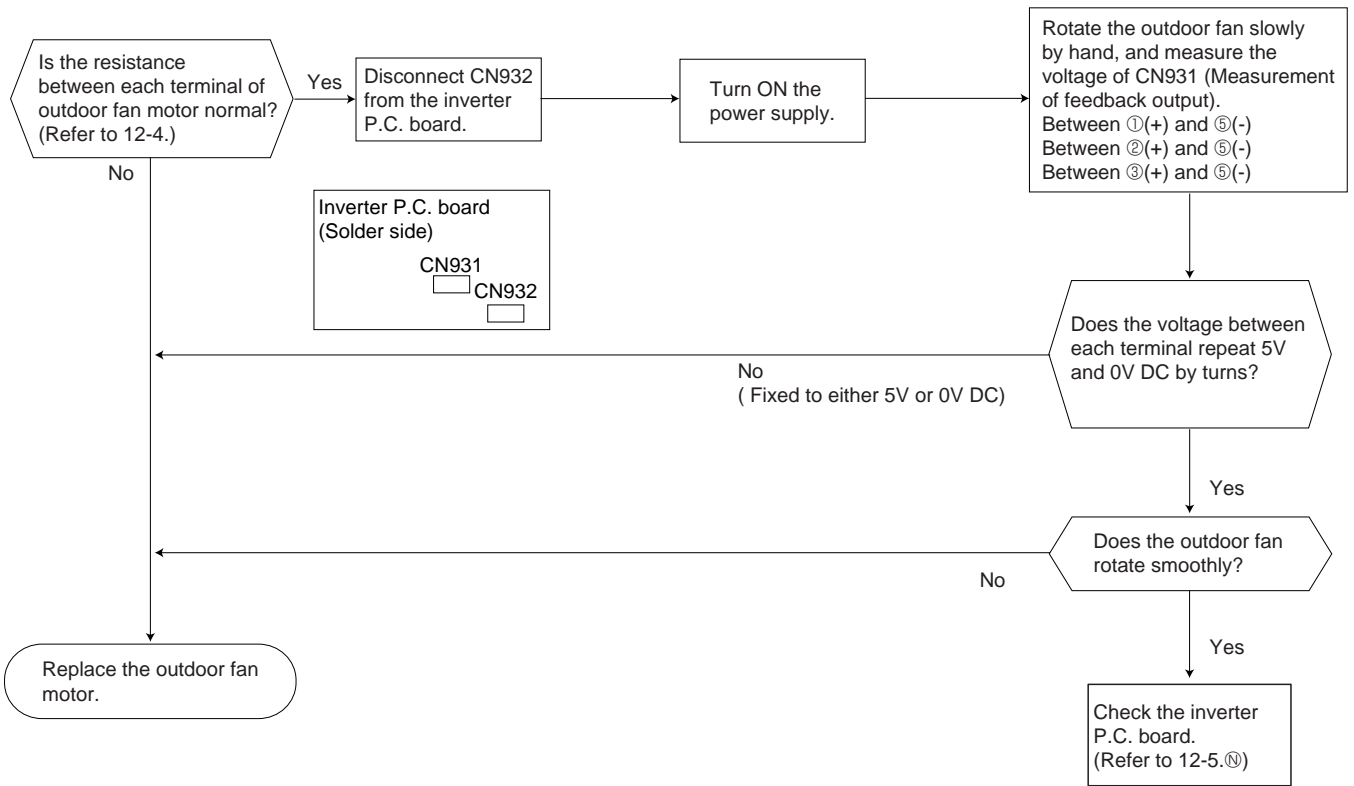 Is the resistance
between each terminal of
outdoor fan motor normal?
(Refer to 12-4.)
Yes
Disconnect CN932
from the inverter
P.C. board.
Turn ON the
power supply.
Rotate the outdoor fan slowly
by hand, and measure the
voltage of CN931 (Measurement
of feedback output).
Between ①(+) and ⑤(-)
Between ②(+) and ⑤(-)
Between ③(+) and ⑤(-)
No
Inverter P.C. board
(Solder side)
CN931
CN932
Does the voltage between
each terminal repeat 5V
and 0V DC by turns?
No
( Fixed to either 5V or 0V DC)
Yes
Does the outdoor fan
rotate smoothly?
No
Yes
Replace the outdoor fan
motor.
Check the inverter
P.C. board.
(Refer to 12-5.Ⓝ)